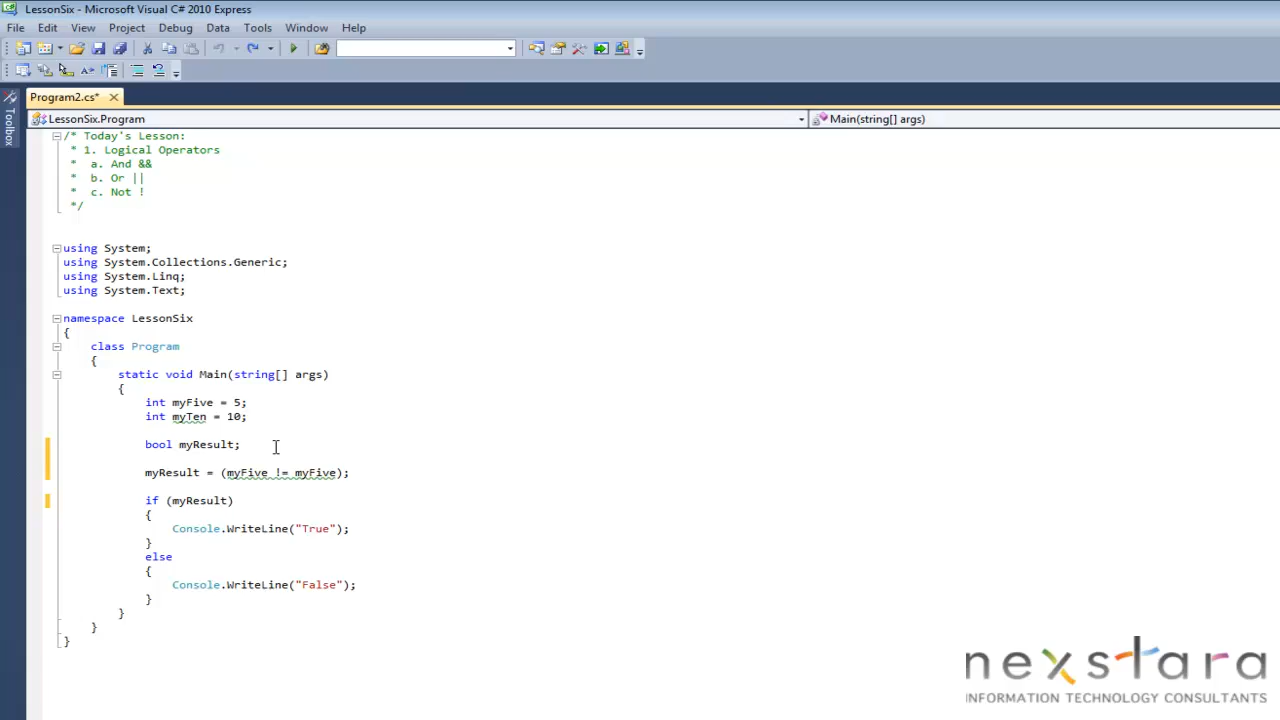 LessonSix - Microsoft Visual C# 2010 Express
File Edit View Project Debug Data Tools Window Help
Program2.cs*
Toolbox
LessonSix.Program Main(string[] args)
/* Today's Lesson:
* 1. Logical Operators
* a. And &&
* b. Or ||
* c. Not !
*/
using System;
using System.Collections.Generic;
using System.Linq;
using System.Text;
namespace LessonSix
{
class Program
{
static void Main(string[] args)
{
int myFive = 5;
int myTen = 10;
bool myResult;
myResult = (myFive != myFive);
if (myResult)
{
Console.WriteLine("True");
}
else
{
Console.WriteLine("False");
}
}
}
}
nexstara
INFORMATION TECHNOLOGY CONSULTANTS